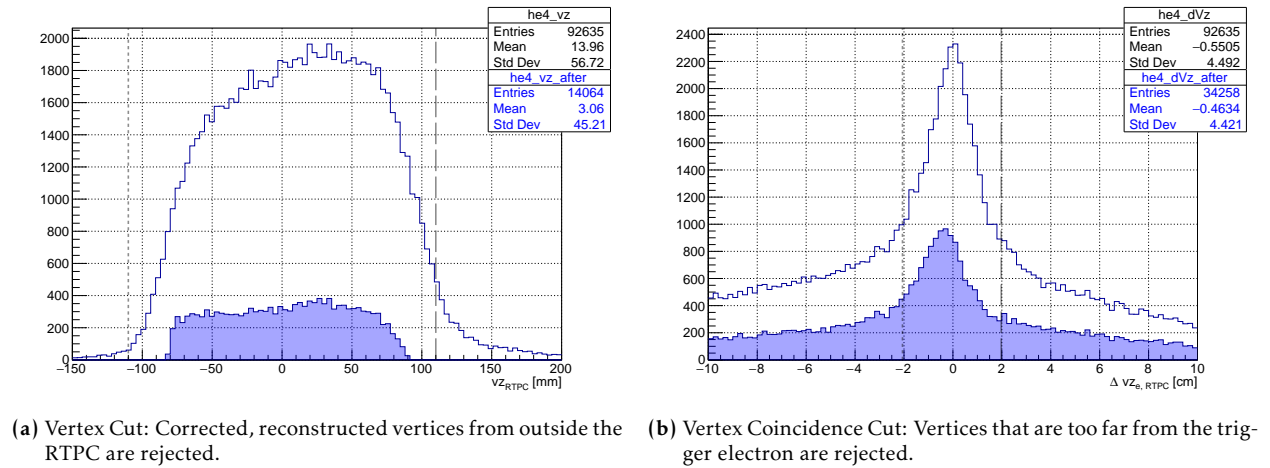 he4_vz
Entries 92635
Mean 13.96
Std Dev 56.72
he4_vz_after
Entries 14064
Mean 3.06
Std Dev 45.21
2000
1800
1600
1400
1200
1000
800
600
400
200
0
−150 −100 −50 0 50 100 150 200
vz_RTPC [mm]
he4_dVz
Entries 92635
Mean −0.5505
Std Dev 4.492
he4_dVz_after
Entries 34258
Mean −0.4634
Std Dev 4.421
2400
2200
2000
1800
1600
1400
1200
1000
800
600
400
200
0
−10 −8 −6 −4 −2 0 2 4 6 8 10
Δ vz_e, RTPC [cm]
(a) Vertex Cut: Corrected, reconstructed vertices from outside the
RTPC are rejected.
(b) Vertex Coincidence Cut: Vertices that are too far from the trig-
ger electron are rejected.